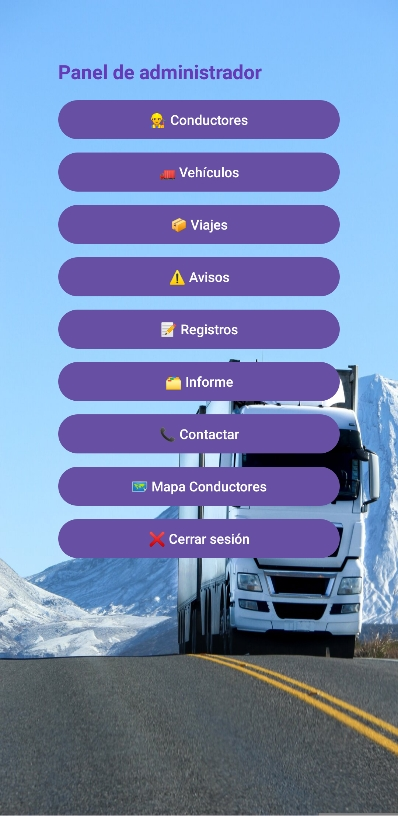 Panel de administrador
👷 Conductores
🚛 Vehículos
📦 Viajes
⚠️ Avisos
📝 Registros
🗂️ Informe
📞 Contactar
🗺️ Mapa Conductores
❌ Cerrar sesión